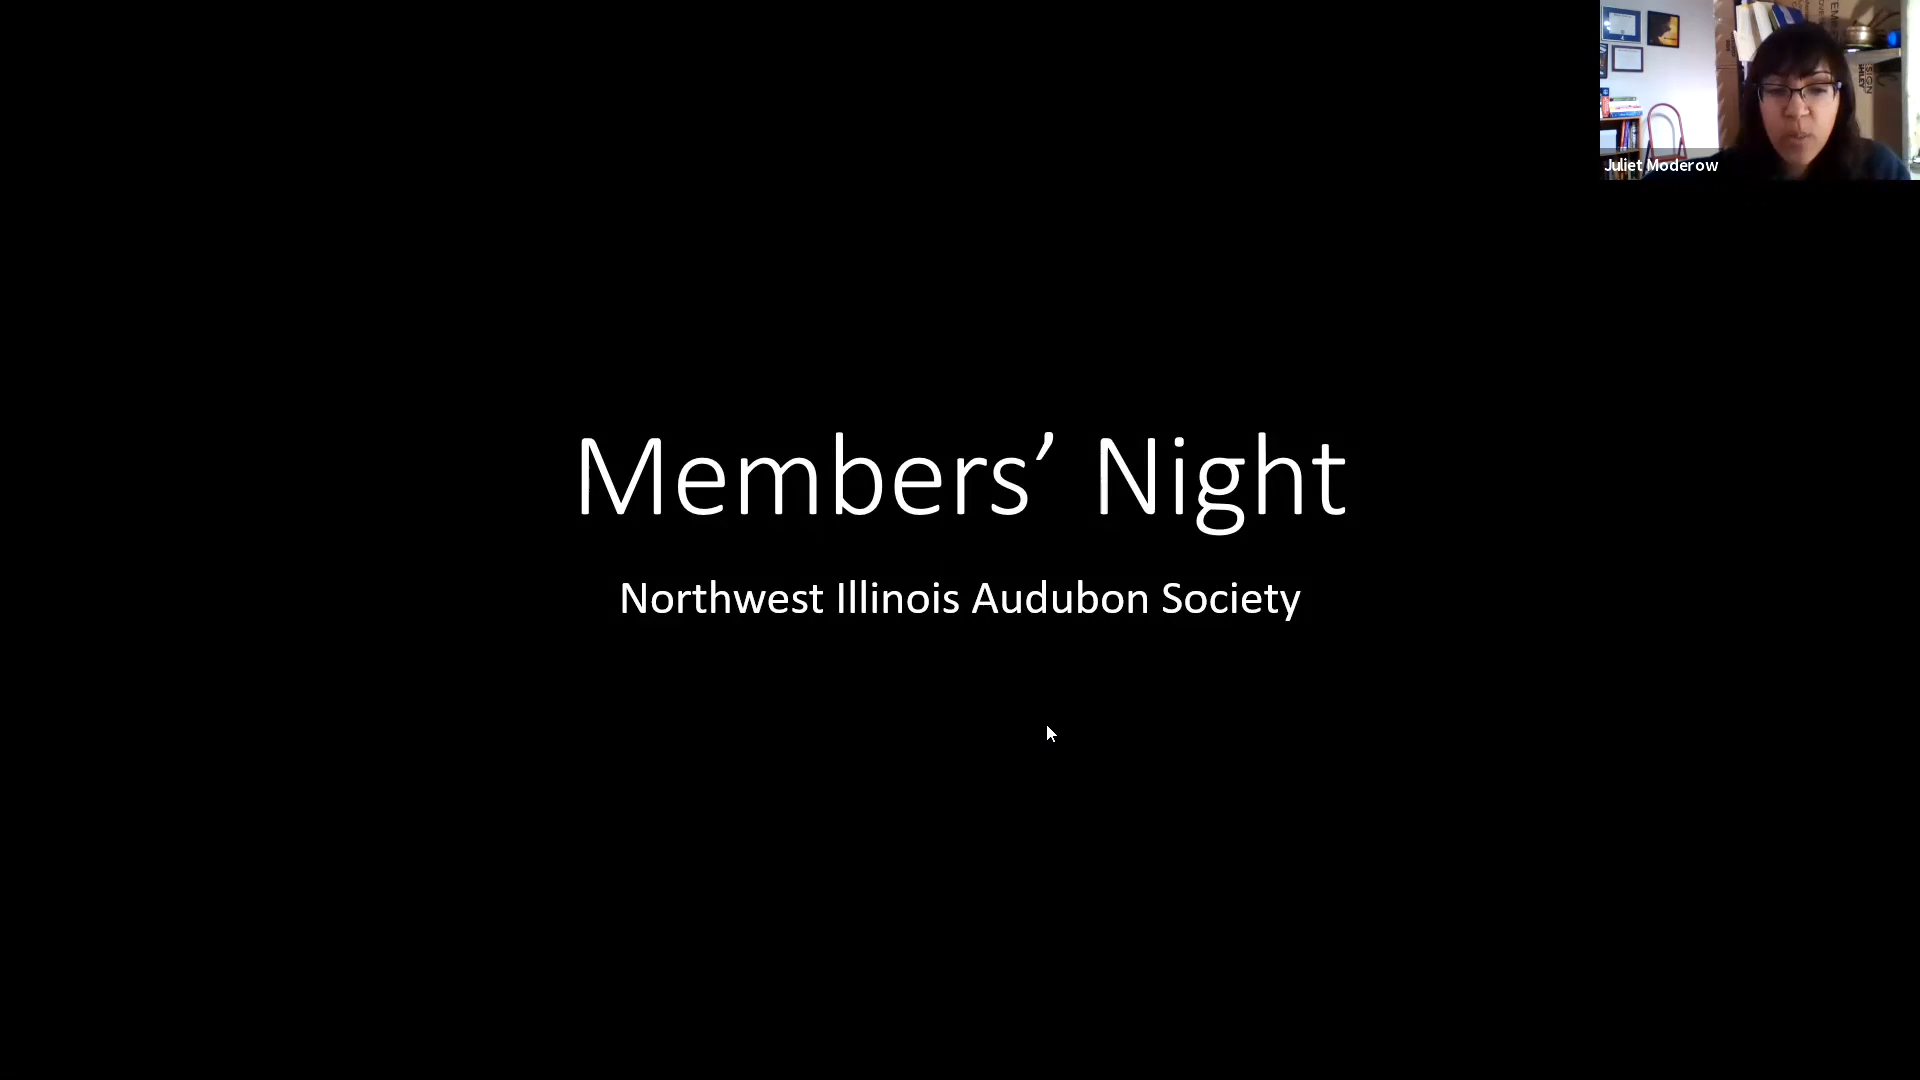 Juliet Moderow
Members’ Night
Northwest Illinois Audubon Society